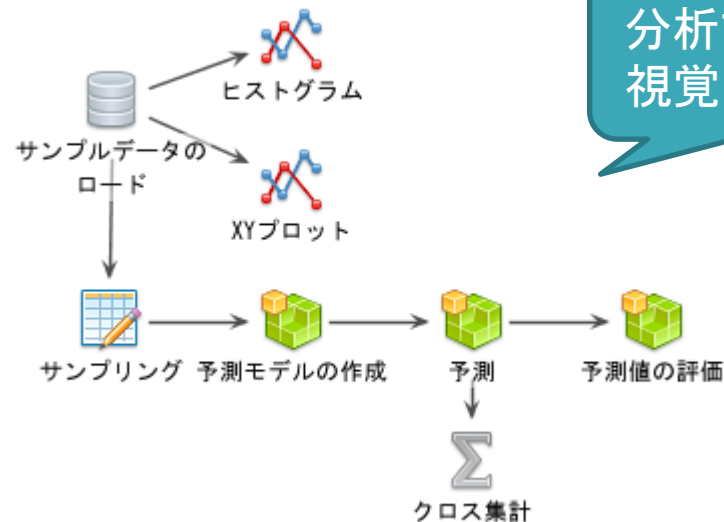 分析
視覚
ヒストグラム
サンプルデータの
ロード
XYプロット
サンプリング
予測モデルの作成
予測
予測値の評価
クロス集計